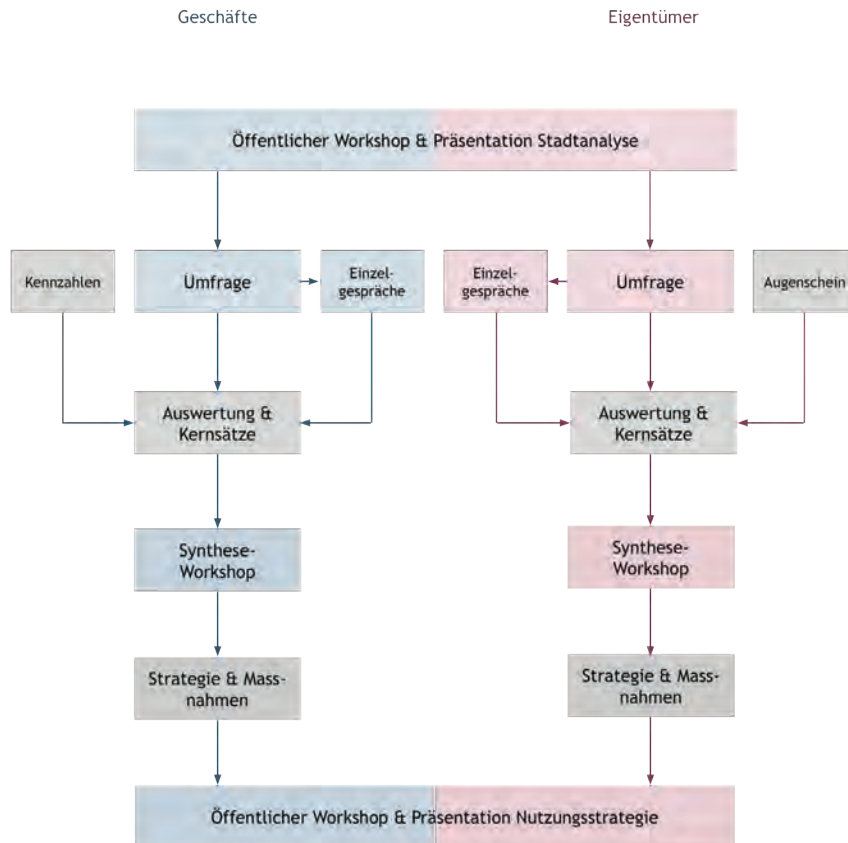 Geschäfte
Eigentümer
Öffentlicher Workshop & Präsentation Stadtanalyse
Kennzahlen
Umfrage
Einzel-
gespräche
Einzel-
gespräche
Umfrage
Augenschein
Auswertung &
Kernsätze
Auswertung &
Kernsätze
Synthese-
Workshop
Synthese-
Workshop
Strategie & Mass-
nahmen
Strategie & Mass-
nahmen
Öffentlicher Workshop & Präsentation Nutzungsstrategie